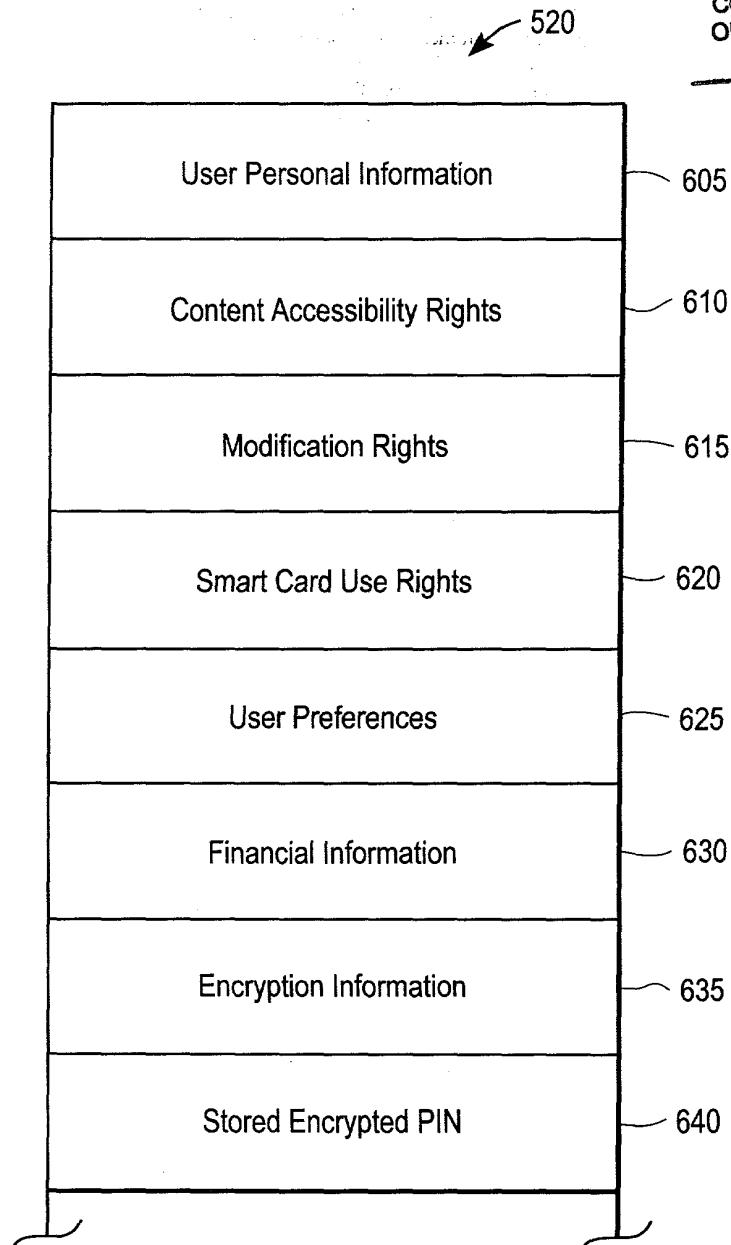 520
User Personal Information 605
Content Accessibility Rights 610
Modification Rights 615
Smart Card Use Rights 620
User Preferences 625
Financial Information 630
Encryption Information 635
Stored Encrypted PIN 640